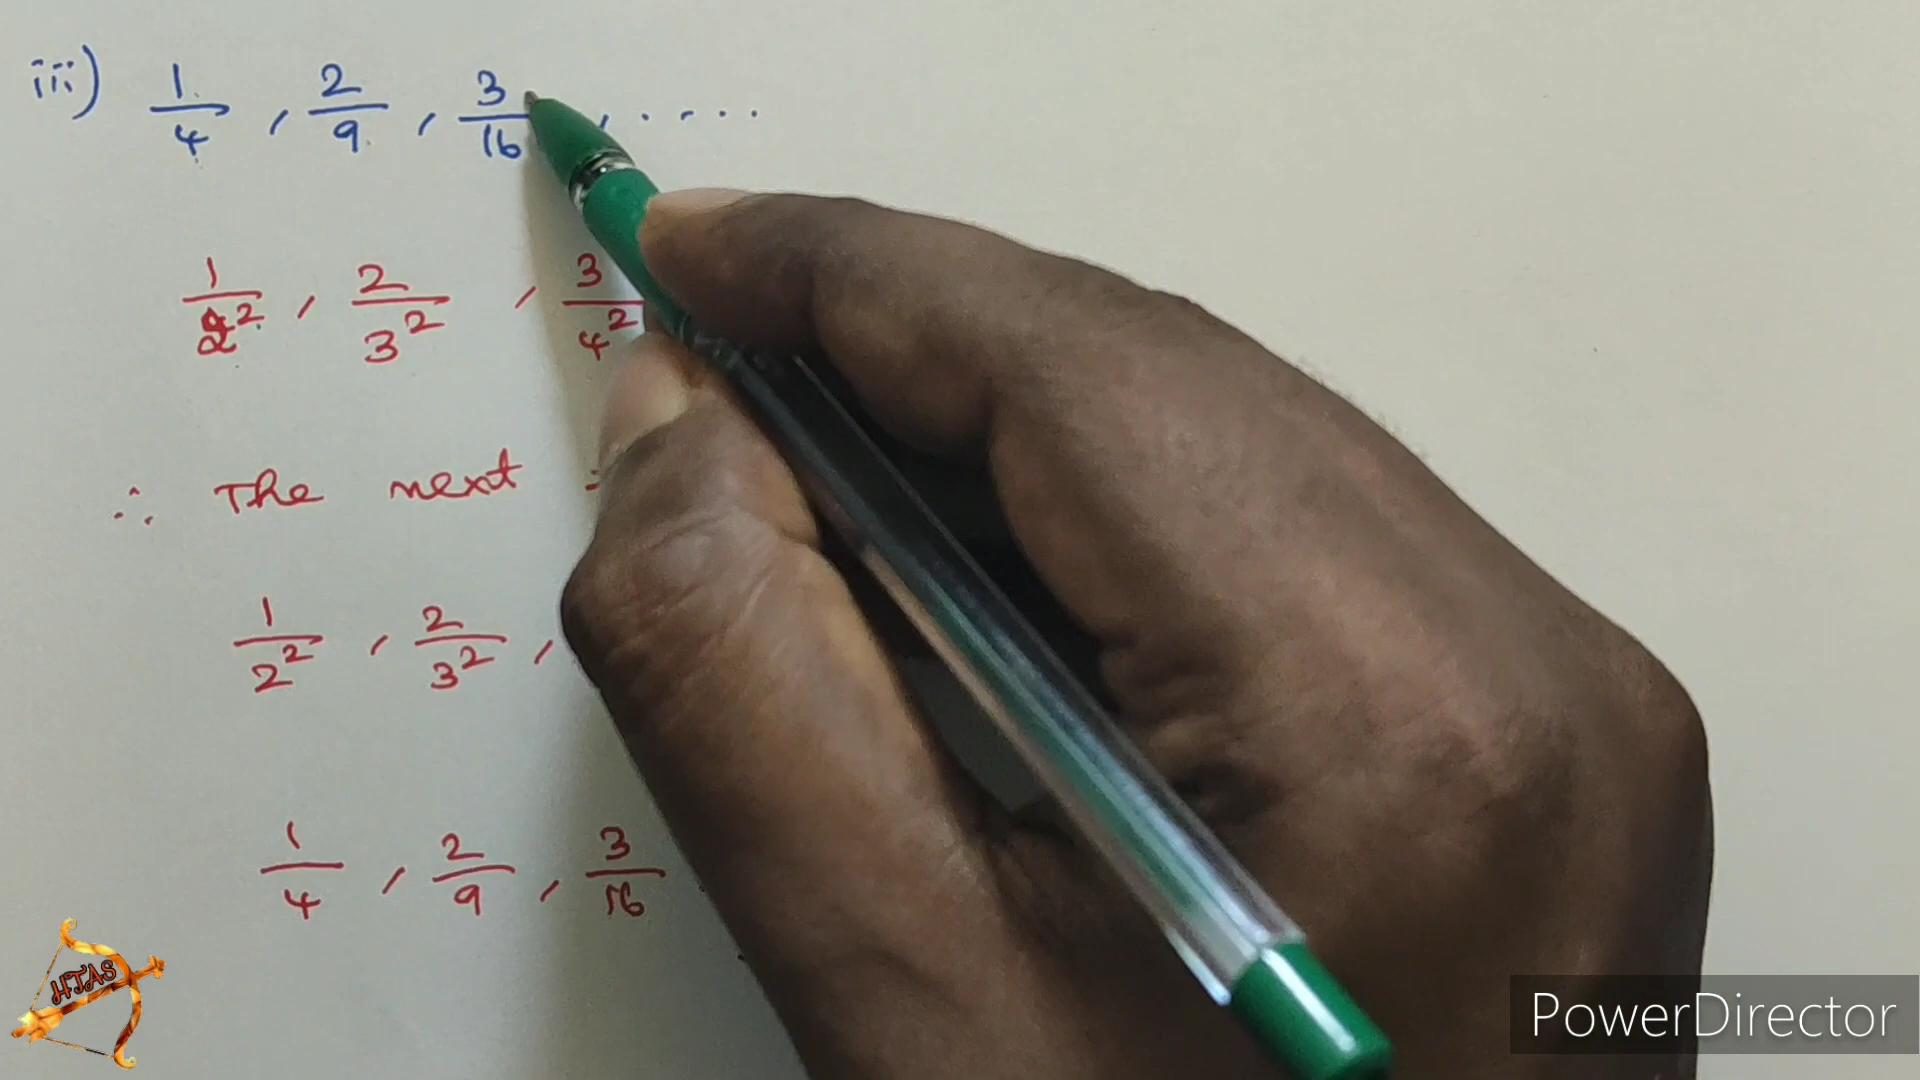 iii) 1/4 , 2/9 , 3/16 , .....
1/2² , 2/3² , 3/4²
∴ The next
1/2² , 2/3² ,
1/4 , 2/9 , 3/16
HTAS
PowerDirector